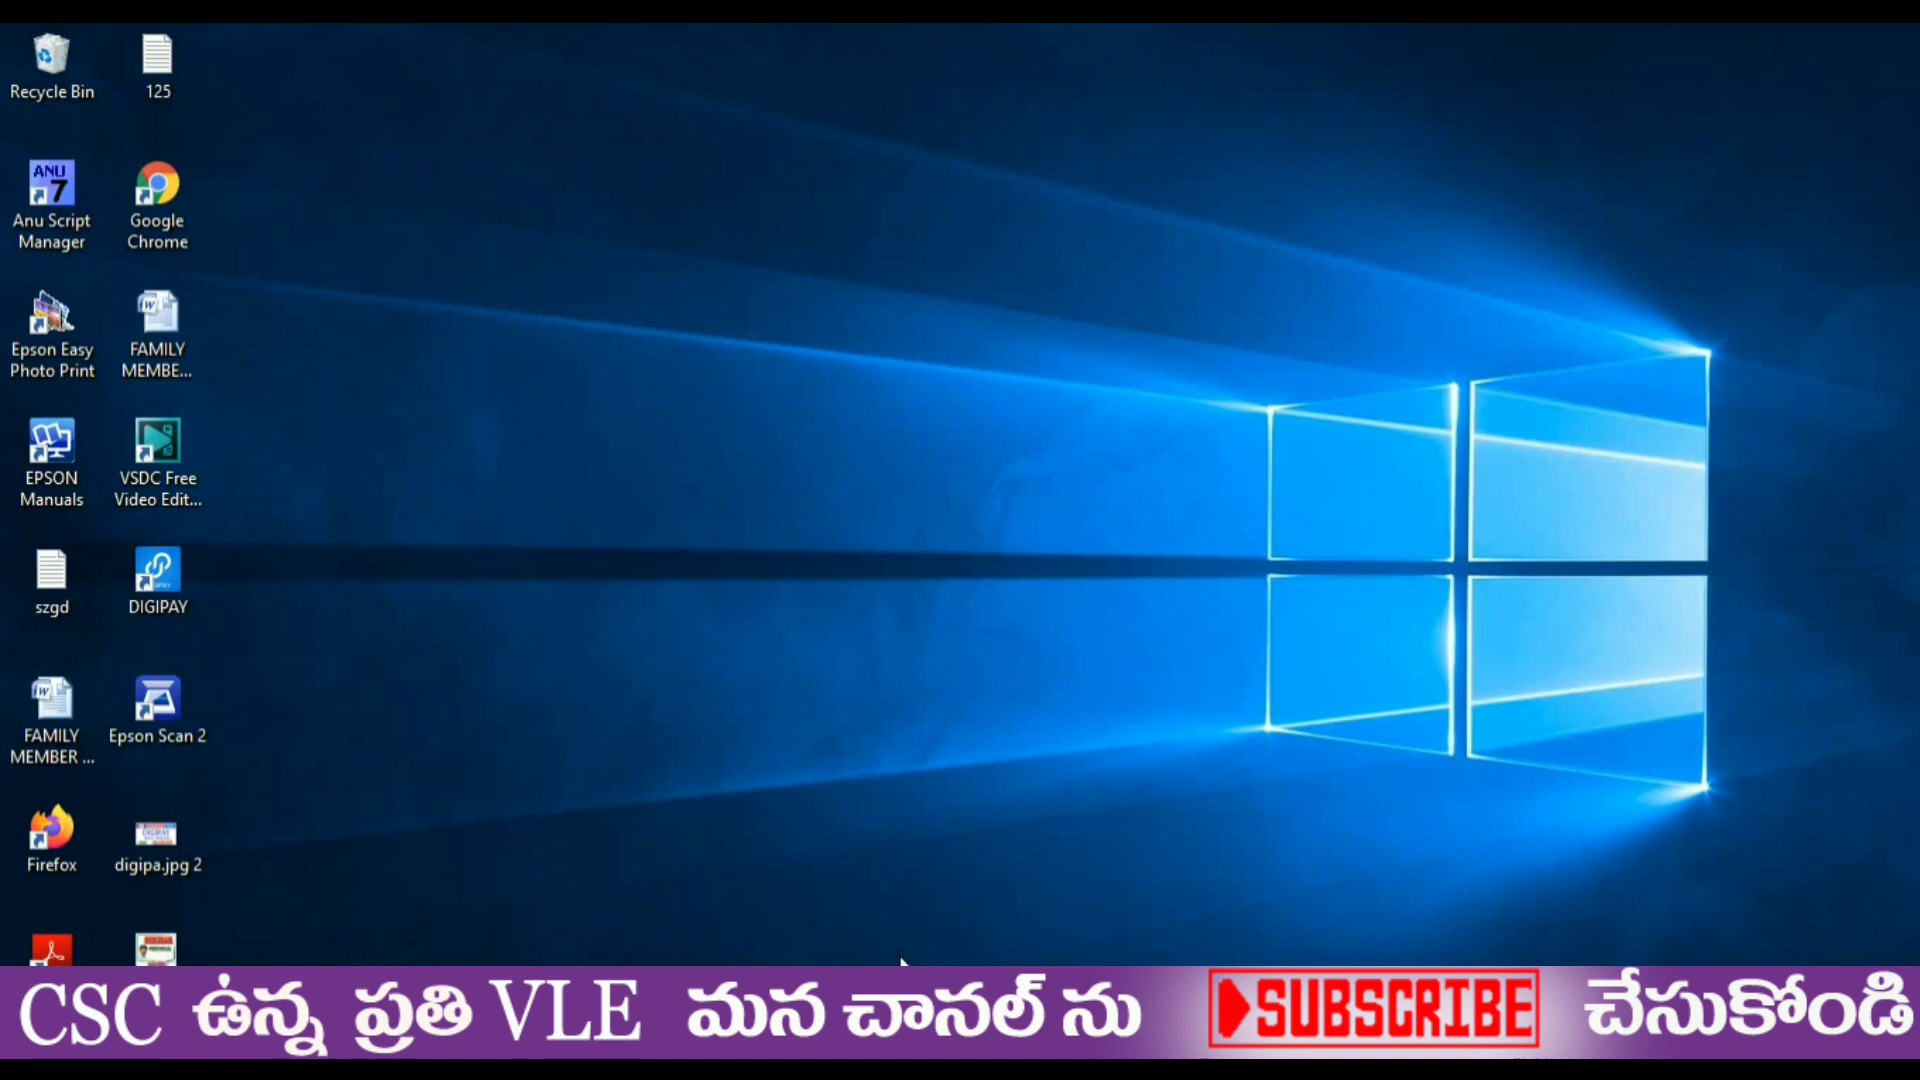 Recycle Bin
125
ANU
7
Anu Script
Manager
Google
Chrome
Epson Easy
Photo Print
FAMILY
MEMBE...
EPSON
Manuals
VSDC Free
Video Edit...
szgd
DIGIPAY
FAMILY
MEMBER ...
Epson Scan 2
Firefox
digipa.jpg 2
CSC ఉన్న ప్రతి VLE మన చానల్ ను SUBSCRIBE చేసుకోండి